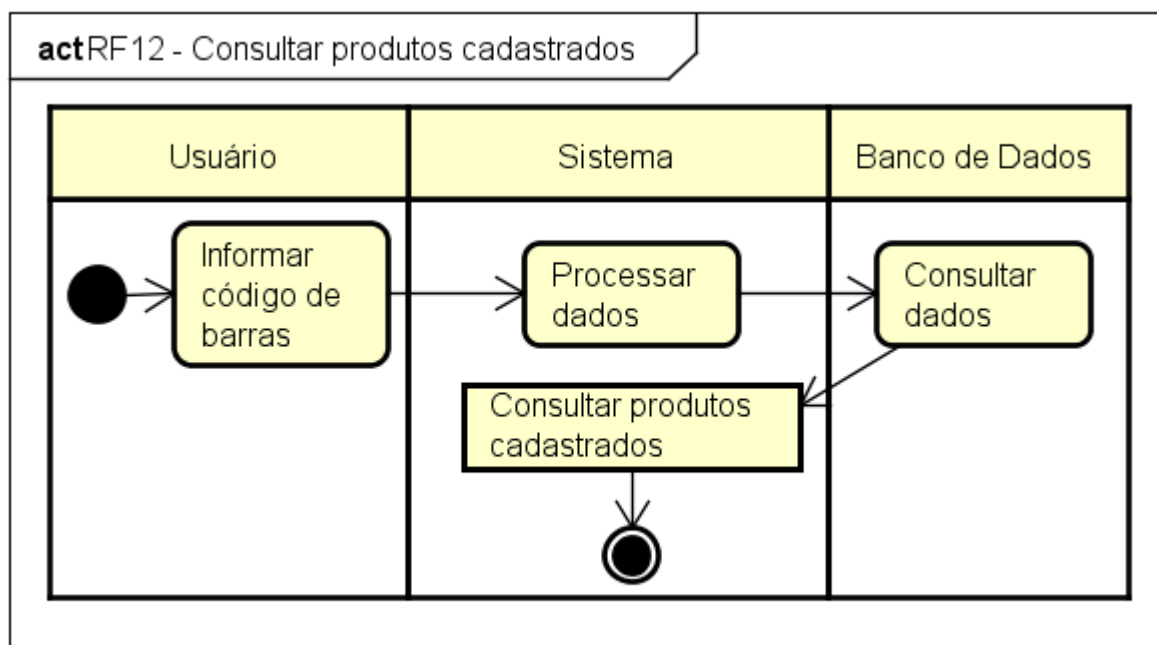 act RF12 - Consultar produtos cadastrados
Usuário
Sistema
Banco de Dados
Informar
código de
barras
Processar
dados
Consultar
dados
Consultar produtos
cadastrados